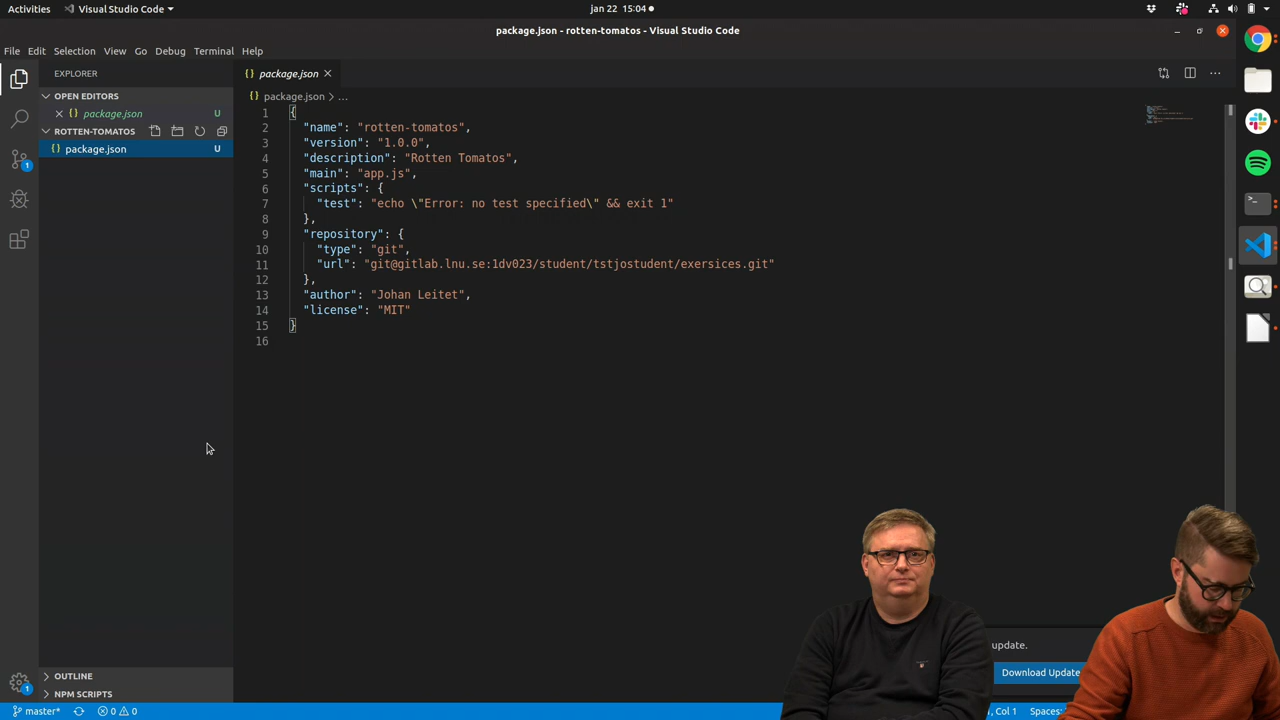 Activities Visual Studio Code jan 22 15:04
package.json - rotten-tomatos - Visual Studio Code
File Edit Selection View Go Debug Terminal Help
EXPLORER
OPEN EDITORS
package.json U
ROTTEN-TOMATOS
package.json U
1
OUTLINE
NPM SCRIPTS
1
package.json
package.json > ...
1 {
2 "name": "rotten-tomatos",
3 "version": "1.0.0",
4 "description": "Rotten Tomatos",
5 "main": "app.js",
6 "scripts": {
7 "test": "echo \"Error: no test specified\" && exit 1"
8 },
9 "repository": {
10 "type": "git",
11 "url": "git@gitlab.lnu.se:1dv023/student/tstjostudent/exersices.git"
12 },
13 "author": "Johan Leitet",
14 "license": "MIT"
15 }
16
update.
Download Update
master* 0 0 1, Col 1 Spaces: